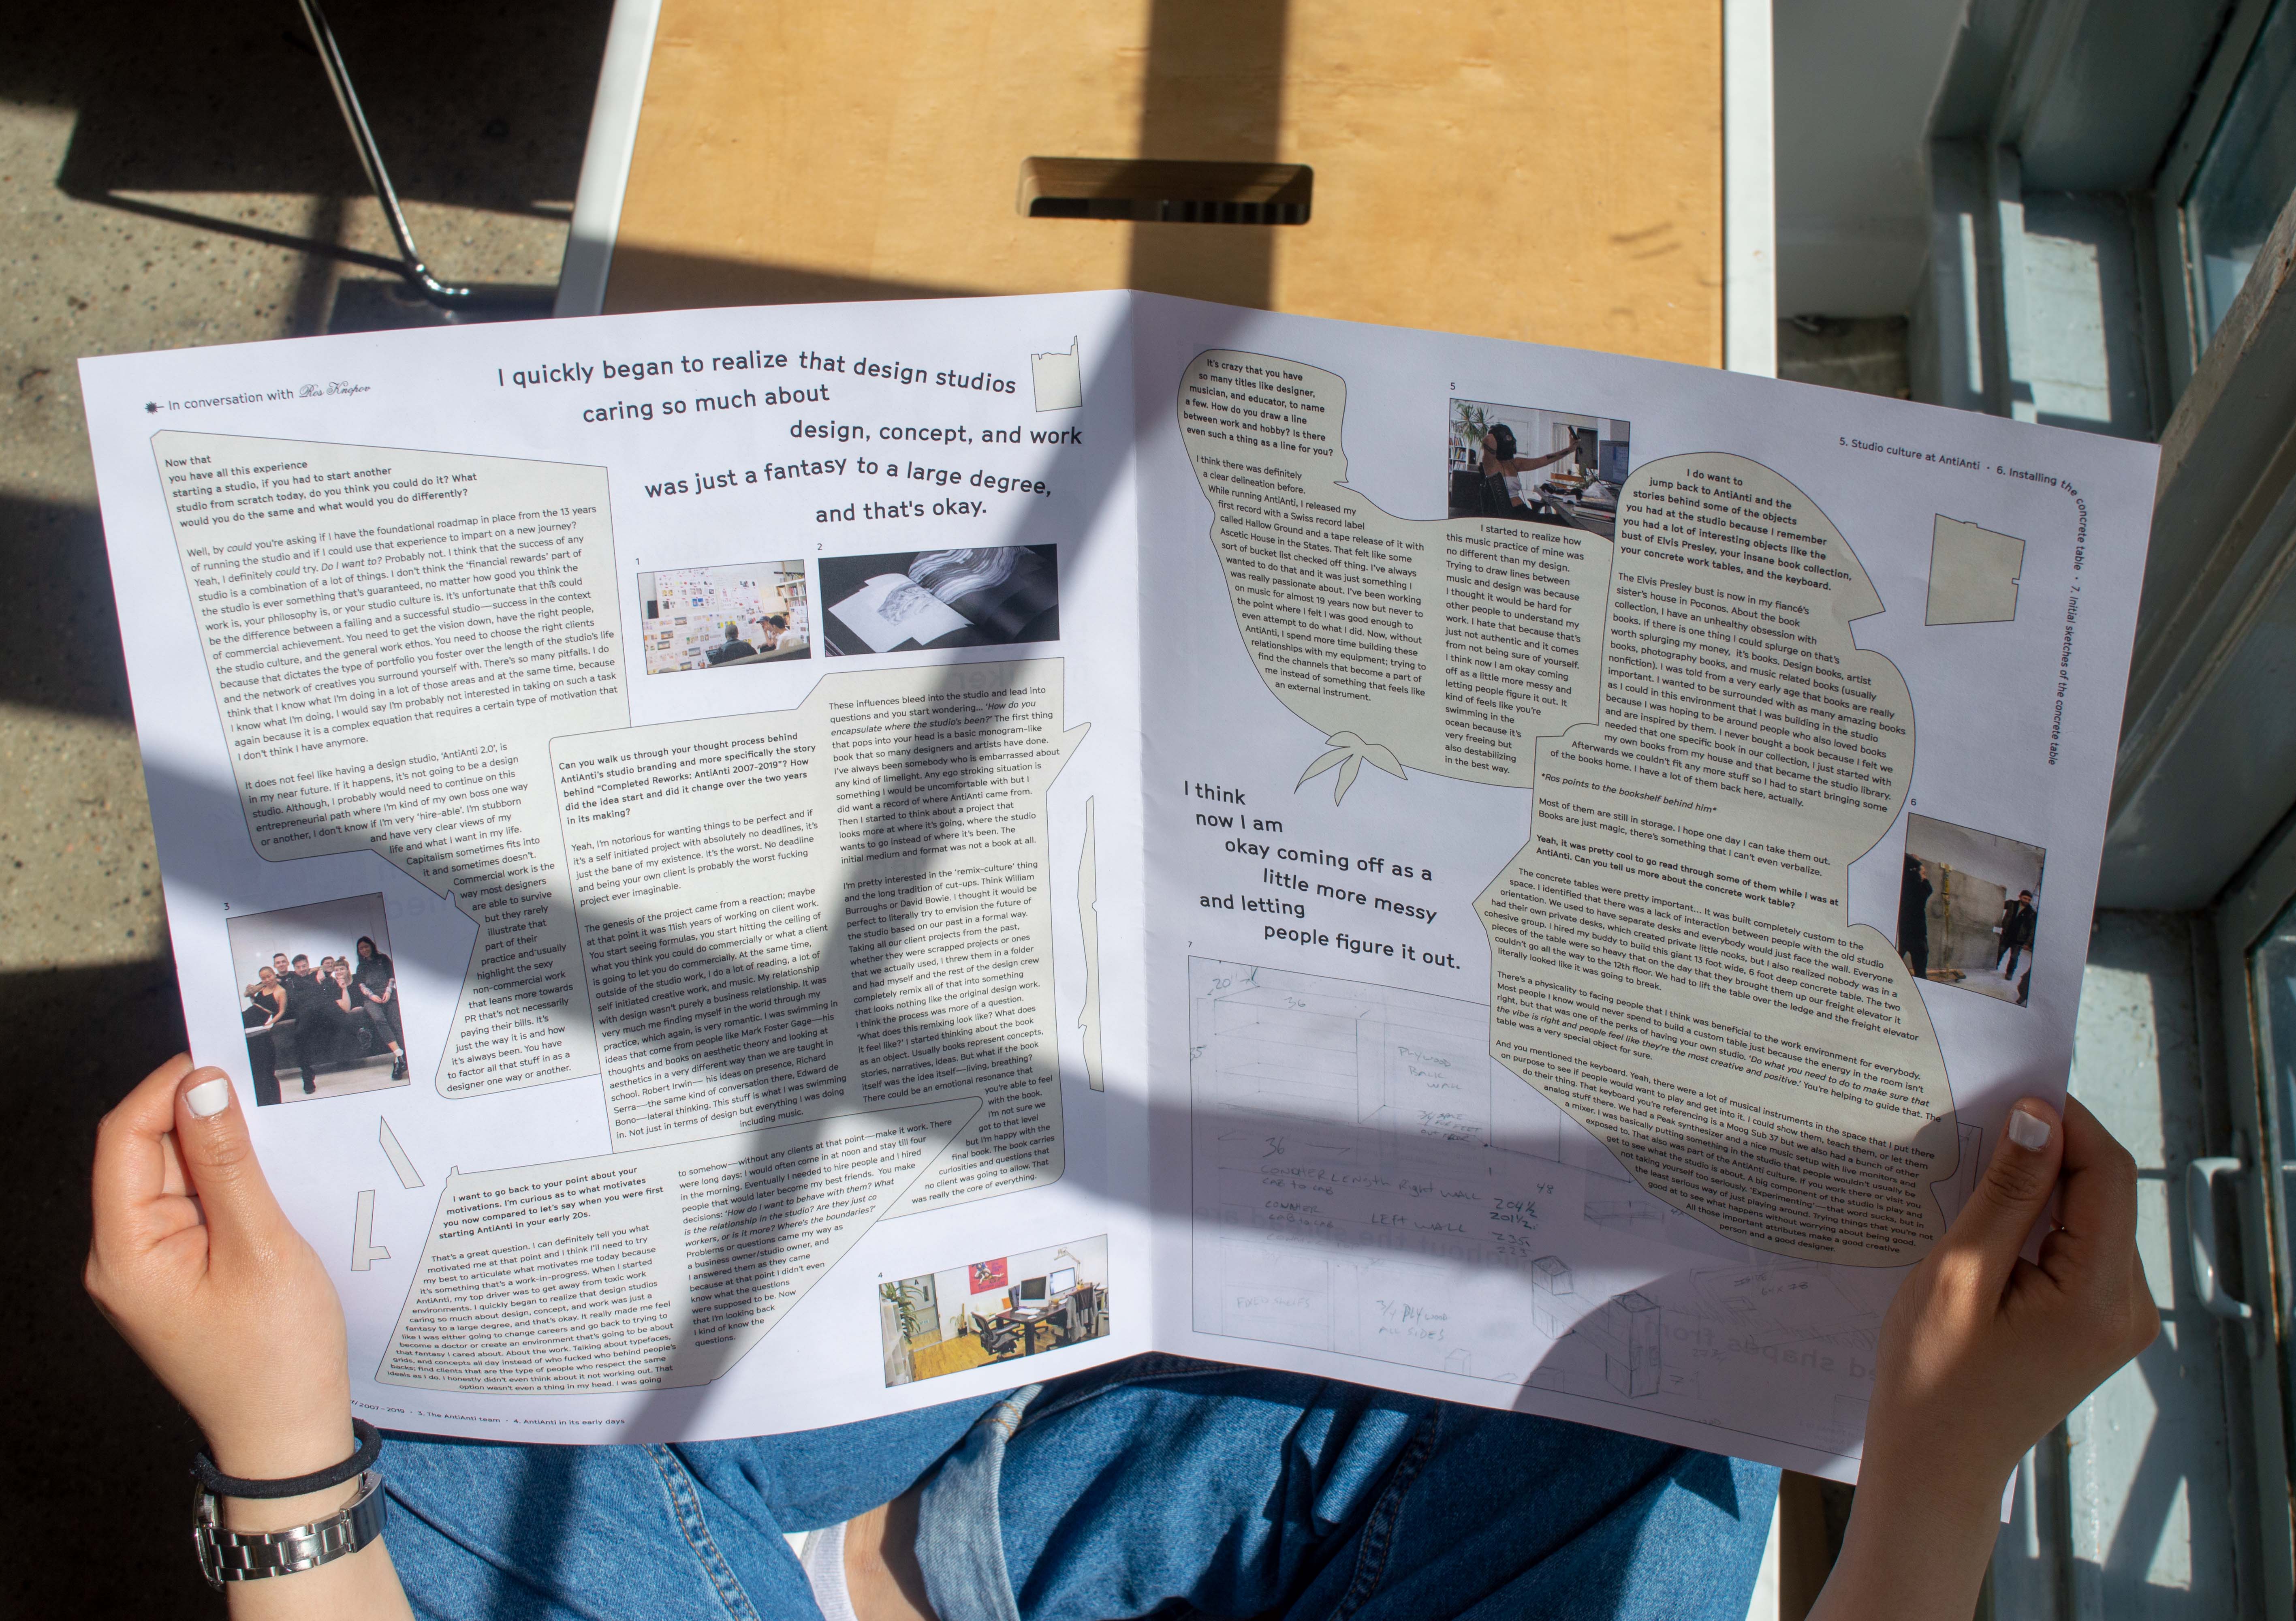 In conversation with Ros Knopov
I quickly began to realize that design studios
caring so much about
design, concept, and work
was just a fantasy to a large degree,
and that's okay.
Now that
you have all this experience
starting a studio, if you had to start another
studio from scratch today, do you think you could do it? What
would you do the same and what would you do differently?
Well, by could you're asking if I have the foundational roadmap in place from the 13 years
of running the studio and if I could use that experience to impart on a new journey?
Yeah, I definitely could try. Do I want to? Probably not. I think that the success of any
studio is a combination of a lot of things. I don't think the 'financial rewards' part of
the studio is ever something that's guaranteed, no matter how good you think the
work is, your philosophy is, or your studio culture is. It's unfortunate that this could
be the difference between a failing and a successful studio—success in the context
of commercial achievement. You need to get the vision down, have the right people,
the studio culture, and the general work ethos. You need to choose the right clients
because that dictates the type of portfolio you foster over the length of the studio's life
and the network of creatives you surround yourself with. There's so many pitfalls. I do
think that I know what I'm doing in a lot of those areas and at the same time, because
I know what I'm doing, I would say I'm probably not interested in taking on such a task
again because it is a complex equation that requires a certain type of motivation that
I don't think I have anymore.
It does not feel like having a design studio, 'AntiAnti 2.0', is
in my near future. If it happens, it's not going to be a design
studio. Although, I probably would need to continue on this
entrepreneurial path where I'm kind of my own boss one way
or another, I don't know if I'm very 'hire-able'. I'm stubborn
and have very clear views of my
life and what I want in my life.
Capitalism sometimes fits into
it and sometimes doesn't.
Commercial work is the
way most designers
are able to survive
but they rarely
illustrate that
part of their
practice and usually
highlight the sexy
non-commercial work
that leans more towards
PR that's not necessarily
paying their bills. It's
just the way it is and how
it's always been. You have
to factor all that stuff in as a
designer one way or another.
1
2
3
Can you walk us through your thought process behind
AntiAnti's studio branding and more specifically the story
behind "Completed Reworks: AntiAnti 2007-2019"? How
did the idea start and did it change over the two years
in its making?
Yeah, I'm notorious for wanting things to be perfect and if
it's a self initiated project with absolutely no deadlines, it's
just the bane of my existence. It's the worst. No deadline
and being your own client is probably the worst fucking
project ever imaginable.
The genesis of the project came from a reaction; maybe
at that point it was 11ish years of working on client work.
You start seeing formulas, you start hitting the ceiling of
what you think you could do commercially or what a client
is going to let you do commercially. At the same time,
outside of the studio work, I do a lot of reading, a lot of
self initiated creative work, and music. My relationship
with design wasn't purely a business relationship. It was
very much me finding myself in the world through my
practice, which again, is very romantic. I was swimming in
ideas that come from people like Mark Foster Gage—his
thoughts and books on aesthetic theory and looking at
aesthetics in a very different way than we are taught in
school. Robert Irwin— his ideas on presence, Richard
Serra—the same kind of conversation there, Edward de
Bono—lateral thinking. This stuff is what I was swimming
in. Not just in terms of design but everything I was doing
including music.
These influences bleed into the studio and lead into
questions and you start wondering... 'How do you
encapsulate where the studio's been?' The first thing
that pops into your head is a basic monogram-like
book that so many designers and artists have done.
I've always been somebody who is embarrassed about
any kind of limelight. Any ego stroking situation is
something I would be uncomfortable with but I
did want a record of where AntiAnti came from.
Then I started to think about a project that
looks more at where it's going, where the studio
wants to go instead of where it's been. The
initial medium and format was not a book at all.
I'm pretty interested in the 'remix-culture' thing
and the long tradition of cut-ups. Think William
Burroughs or David Bowie. I thought it would be
perfect to literally try to envision the future of
the studio based on our past in a formal way.
Taking all our client projects from the past,
whether they were scrapped projects or ones
that we actually used, I threw them in a folder
and had myself and the rest of the design crew
completely remix all of that into something
that looks nothing like the original design work.
I think the process was more of a question.
'What does this remixing look like? What does
it feel like?' I started thinking about the book
as an object. Usually books represent concepts,
stories, narratives, ideas. But what if the book
itself was the idea itself—living, breathing?
There could be an emotional resonance that
you're able to feel
with the book.
I'm not sure we
got to that level
but I'm happy with the
final book. The book carries
curiosities and questions that
no client was going to allow. That
was really the core of everything.
I want to go back to your point about your
motivations. I'm curious as to what motivates
you now compared to let's say when you were first
starting AntiAnti in your early 20s.
That's a great question. I can definitely tell you what
motivated me at that point and I think I'll need to try
my best to articulate what motivates me today because
it's something that's a work-in-progress. When I started
AntiAnti, my top driver was to get away from toxic work
environments. I quickly began to realize that design studios
caring so much about design, concept, and work was just a
fantasy to a large degree, and that's okay. It really made me feel
like I was either going to change careers and go back to trying to
become a doctor or create an environment that's going to be about
that fantasy I cared about. About the work. Talking about typefaces,
grids, and concepts all day instead of who fucked who behind people's
backs; find clients that are the type of people who respect the same
ideals as I do. I honestly didn't even think about it not working out. That
option wasn't even a thing in my head. I was going
to somehow—without any clients at that point—make it work. There
were long days: I would often come in at noon and stay till four
in the morning. Eventually I needed to hire people and I hired
people that would later become my best friends. You make
decisions: 'How do I want to behave with them? What
is the relationship in the studio? Are they just co
workers, or is it more? Where's the boundaries?'
Problems or questions came my way as
a business owner/studio owner, and
I answered them as they came
because at that point I didn't even
know what the questions
were supposed to be. Now
that I'm looking back
I kind of know the
questions.
4
2007–2019 • 3. The AntiAnti team • 4. AntiAnti in its early days
It's crazy that you have
so many titles like designer,
musician, and educator, to name
a few. How do you draw a line
between work and hobby? Is there
even such a thing as a line for you?
I think there was definitely
a clear delineation before.
While running AntiAnti, I released my
first record with a Swiss record label
called Hallow Ground and a tape release of it with
Ascetic House in the States. That felt like some
sort of bucket list checked off thing. I've always
wanted to do that and it was just something I
was really passionate about. I've been working
on music for almost 19 years now but never to
the point where I felt I was good enough to
even attempt to do what I did. Now, without
AntiAnti, I spend more time building these
relationships with my equipment; trying to
find the channels that become a part of
me instead of something that feels like
an external instrument.
5
I started to realize how
this music practice of mine was
no different than my design.
Trying to draw lines between
music and design was because
I thought it would be hard for
other people to understand my
work. I hate that because that's
just not authentic and it comes
from not being sure of yourself.
I think now I am okay coming
off as a little more messy and
letting people figure it out. It
kind of feels like you're
swimming in the
ocean because it's
very freeing but
also destabilizing
in the best way.
I think
now I am
okay coming off as a
little more messy
and letting
people figure it out.
5. Studio culture at AntiAnti • 6. Installing the concrete table • 7. Initial sketches of the concrete table
I do want to
jump back to AntiAnti and the
stories behind some of the objects
you had at the studio because I remember
you had a lot of interesting objects like the
bust of Elvis Presley, your insane book collection,
your concrete work tables, and the keyboard.
The Elvis Presley bust is now in my fiancé's
sister's house in Poconos. About the book
collection, I have an unhealthy obsession with
books. If there is one thing I could splurge on that's
worth splurging my money, it's books. Design books, artist
books, photography books, and music related books (usually
nonfiction). I was told from a very early age that books are really
important. I wanted to be surrounded with as many amazing books
as I could in this environment that I was building in the studio
because I was hoping to be around people who also loved books
and are inspired by them. I never bought a book because I felt we
needed that one specific book in our collection, I just started with
my own books from my house and that became the studio library.
Afterwards we couldn't fit any more stuff so I had to start bringing some
of the books home. I have a lot of them back here, actually.
*Ros points to the bookshelf behind him*
Most of them are still in storage. I hope one day I can take them out.
Books are just magic, there's something that I can't even verbalize.
Yeah, it was pretty cool to go read through some of them while I was at
AntiAnti. Can you tell us more about the concrete work table?
The concrete tables were pretty important... It was built completely custom to the
space. I identified that there was a lack of interaction between people with the old studio
orientation. We used to have separate desks and everybody would just face the wall. Everyone
had their own private desks, which created private little nooks, but I also realized nobody was in a
cohesive group. I hired my buddy to build this giant 13 foot wide, 6 foot deep concrete table. The two
pieces of the table were so heavy that on the day that they brought them up our freight elevator it
couldn't go all the way to the 12th floor. We had to lift the table over the ledge and the freight elevator
literally looked like it was going to break.
There's a physicality to facing people that I think was beneficial to the work environment for everybody.
Most people I know would never spend to build a custom table just because the energy in the room isn't
right, but that was one of the perks of having your own studio. 'Do what you need to do to make sure that
the vibe is right and people feel like they're the most creative and positive.' You're helping to guide that. The
table was a very special object for sure.
And you mentioned the keyboard. Yeah, there were a lot of musical instruments in the space that I put there
on purpose to see if people would want to play and get into it. I could show them, teach them, or let them
do their thing. That keyboard you're referencing is a Moog Sub 37 but we also had a bunch of other
analog stuff there. We had a Peak synthesizer and a nice music setup with live monitors and
a mixer. I was basically putting something in the studio that people wouldn't usually be
exposed to. That also was part of the AntiAnti culture. If you work there or visit you
get to see what the studio is about. A big component of the studio is play and
not taking yourself too seriously. 'Experimenting'—that word sucks, but in
the least serious way of just playing around. Trying things that you're not
good at to see what happens without worrying about being good.
All those important attributes make a good creative
person and a good designer.
6
7
20"
36
PLYWOOD
BACK
WALL
36
COUNTER LENGTH Right WALL
48
204½
201½
LEFT WALL
3/4 PLYWOOD
ALL SIDES